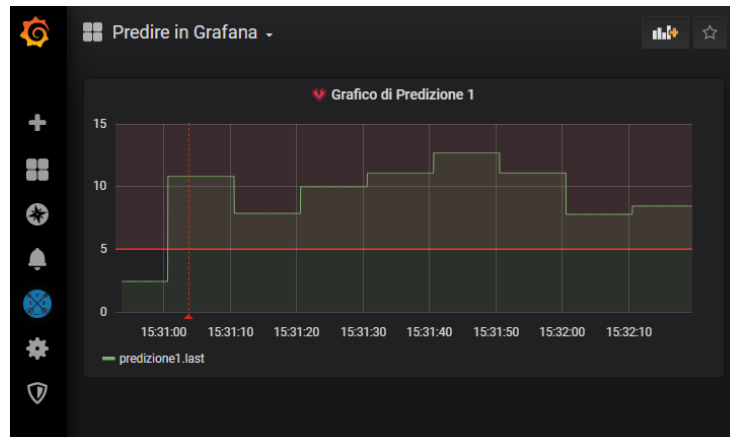 Predire in Grafana
Grafico di Predizione 1
15
10
5
0
15:31:00 15:31:10 15:31:20 15:31:30 15:31:40 15:31:50 15:32:00 15:32:10
predizione1.last